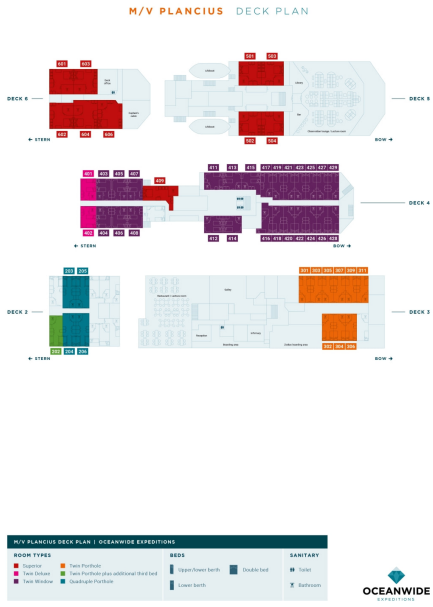 M/V PLANCIUS DECK PLAN
601 603
501 503
DECK 6
DECK 5
602 604 606
502 504
STERN
BOW
411 413 415 417 419 421 423 425 427 429
401 403 405 407
409
DECK 4
402 404 406 408
412 414
416 418 420 422 424 426 428
STERN
BOW
203 205
301 303 305 307 309 311
DECK 2
DECK 3
Reception
202 204 206
302 304 306
STERN
BOW
M/V PLANCIUS DECK PLAN | OCEANWIDE EXPEDITIONS
ROOM TYPES BEDS SANITARY
Superior Twin Porthole Upper/lower berth Double bed Toilet
Twin Deluxe Twin Porthole plus additional third bed
Twin Window Quadruple Porthole Lower berth Bathroom
OCEANWIDE
EXPEDITIONS